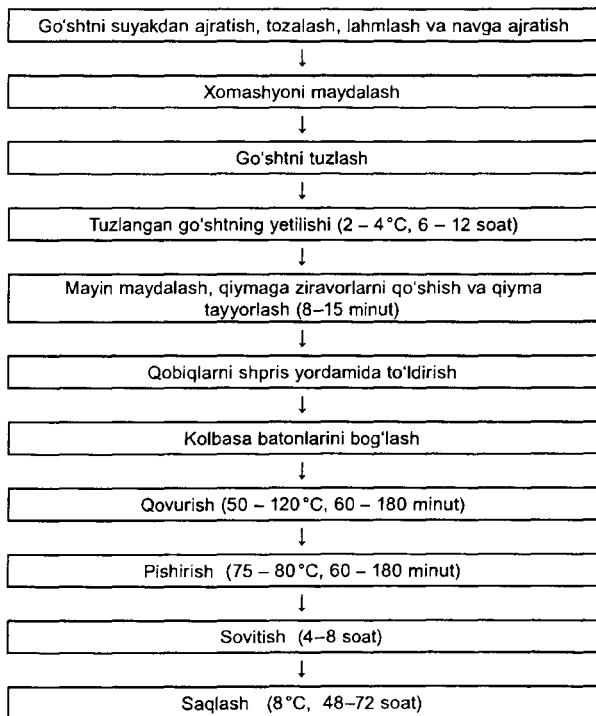 Go‘shtni suyakdan ajratish, tozalash, lahmlash va navga ajratish
↓
Xomashyoni maydalash
↓
Go‘shtni tuzlash
↓
Tuzlangan go‘shtning yetilishi (2 – 4°C, 6 – 12 soat)
↓
Mayin maydalash, qiymaga ziravorlarni qo‘shish va qiyma
tayyorlash (8–15 minut)
↓
Qobiqlarni shpris yordamida to‘ldirish
↓
Kolbasa batonlarini bog‘lash
↓
Qovurish (50 – 120°C, 60 – 180 minut)
↓
Pishirish (75 – 80°C, 60 – 180 minut)
↓
Sovitish (4–8 soat)
↓
Saqlash (8°C, 48–72 soat)